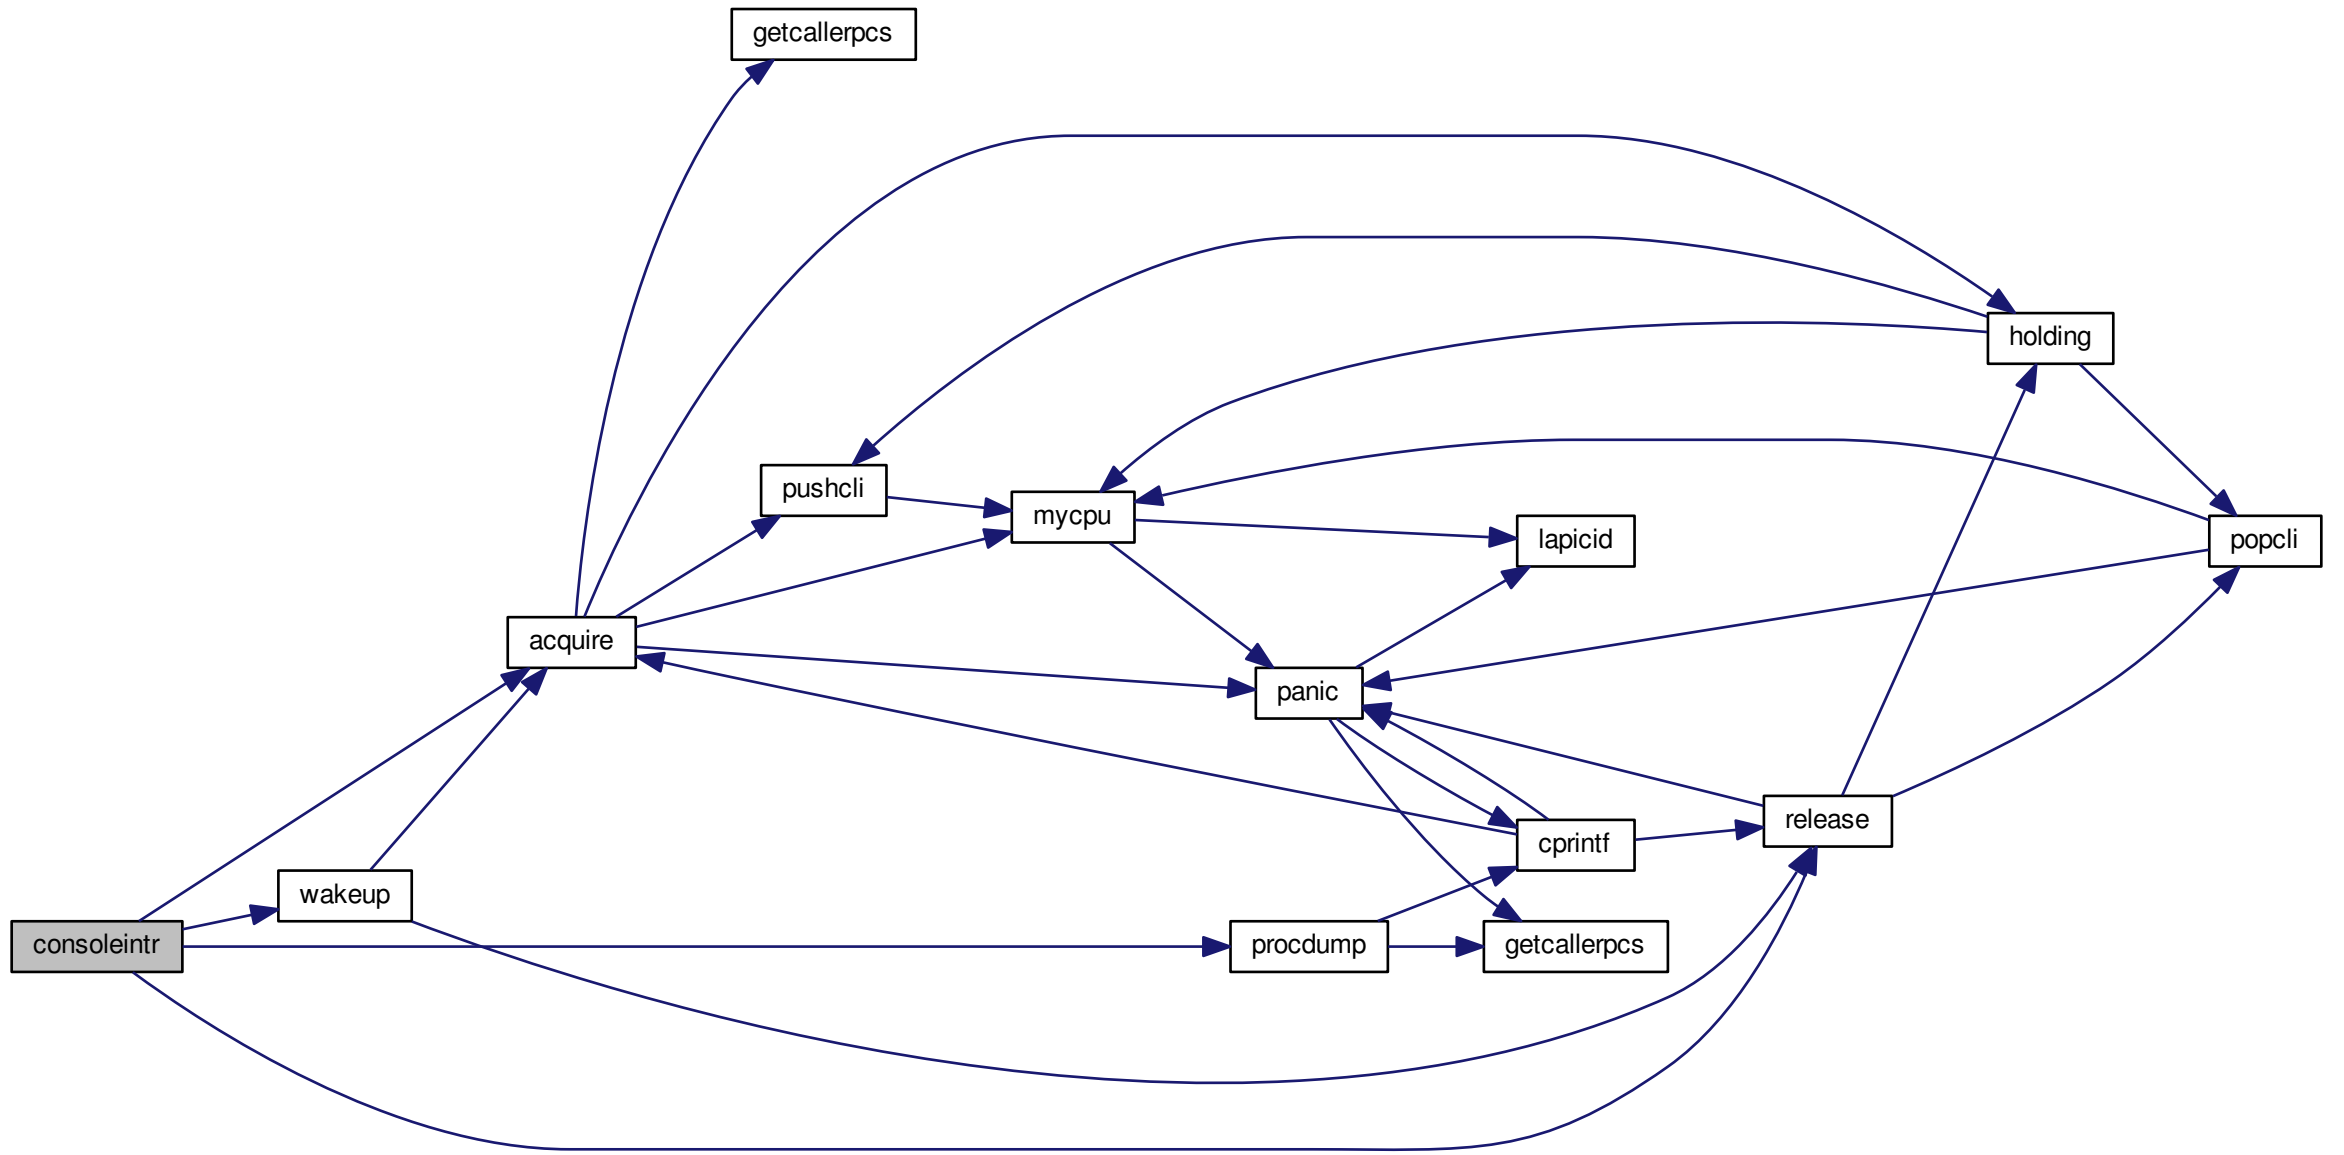 getcallerpcs
holding
pushcli
mycpu
lapicid
popcli
acquire
panic
release
cprintf
wakeup
consoleintr
procdump
getcallerpcs